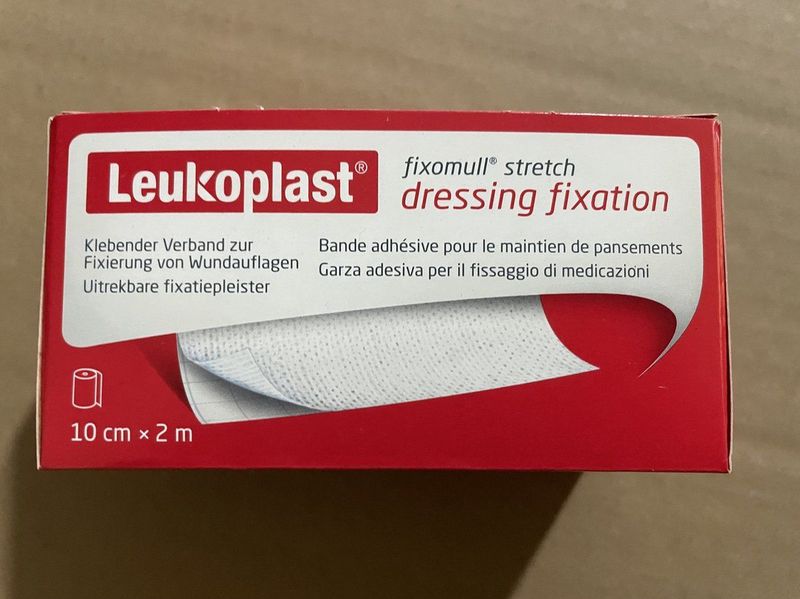 Leukoplast®
fixomull® stretch
dressing fixation
Klebender Verband zur
Fixierung von Wundauflagen
Uitrekbare fixatiepleister
Bande adhésive pour le maintien de pansements
Garza adesiva per il fissaggio di medicazioni
10 cm × 2 m